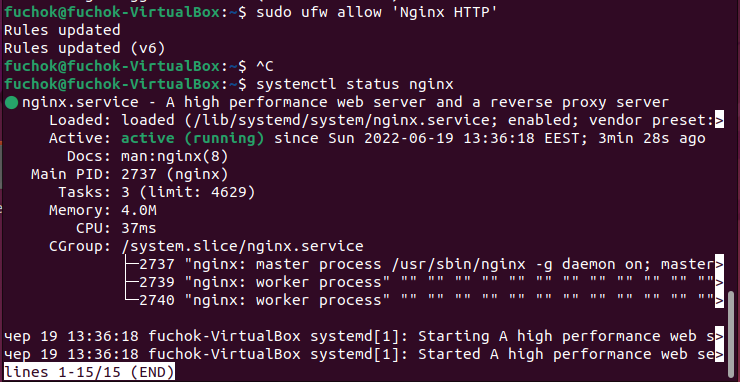 fuchok@fuchok-VirtualBox:~$ sudo ufw allow 'Nginx HTTP'
Rules updated
Rules updated (v6)
fuchok@fuchok-VirtualBox:~$ ^C
fuchok@fuchok-VirtualBox:~$ systemctl status nginx
● nginx.service - A high performance web server and a reverse proxy server
     Loaded: loaded (/lib/systemd/system/nginx.service; enabled; vendor preset:>
     Active: active (running) since Sun 2022-06-19 13:36:18 EEST; 3min 28s ago
       Docs: man:nginx(8)
   Main PID: 2737 (nginx)
      Tasks: 3 (limit: 4629)
     Memory: 4.0M
        CPU: 37ms
     CGroup: /system.slice/nginx.service
             ├─2737 "nginx: master process /usr/sbin/nginx -g daemon on; master>
             ├─2739 "nginx: worker process" "" "" "" "" "" "" "" "" "" "" "" "">
             └─2740 "nginx: worker process" "" "" "" "" "" "" "" "" "" "" "" "">
чер 19 13:36:18 fuchok-VirtualBox systemd[1]: Starting A high performance web s>
чер 19 13:36:18 fuchok-VirtualBox systemd[1]: Started A high performance web se>
lines 1-15/15 (END)